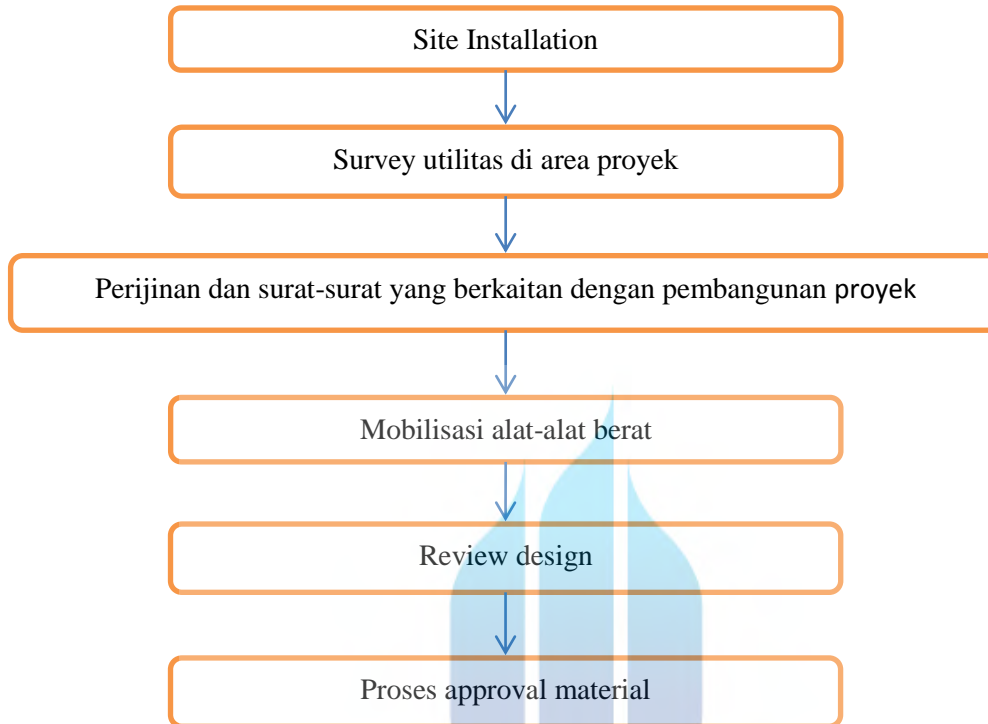 Site Installation
Survey utilitas di area proyek
Perijinan dan surat-surat yang berkaitan dengan pembangunan proyek
Mobilisasi alat-alat berat
Review design
Proses approval material